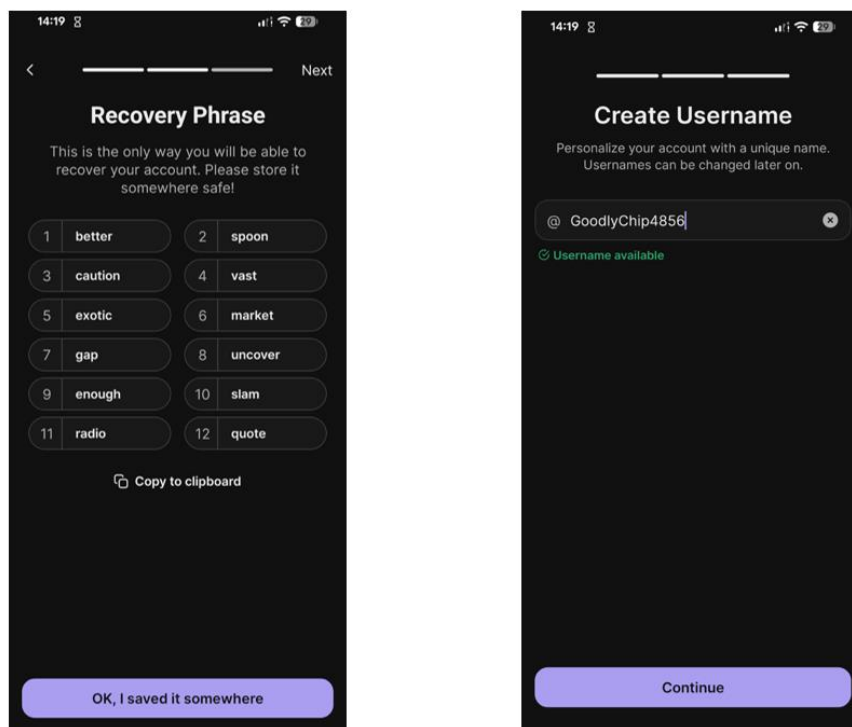 14:19
29
Next
Recovery Phrase
This is the only way you will be able to
recover your account. Please store it
somewhere safe!
1 better
2 spoon
3 caution
4 vast
5 exotic
6 market
7 gap
8 uncover
9 enough
10 slam
11 radio
12 quote
Copy to clipboard
OK, I saved it somewhere
14:19
29
Create Username
Personalize your account with a unique name.
Usernames can be changed later on.
@ GoodlyChip4856
Username available
Continue